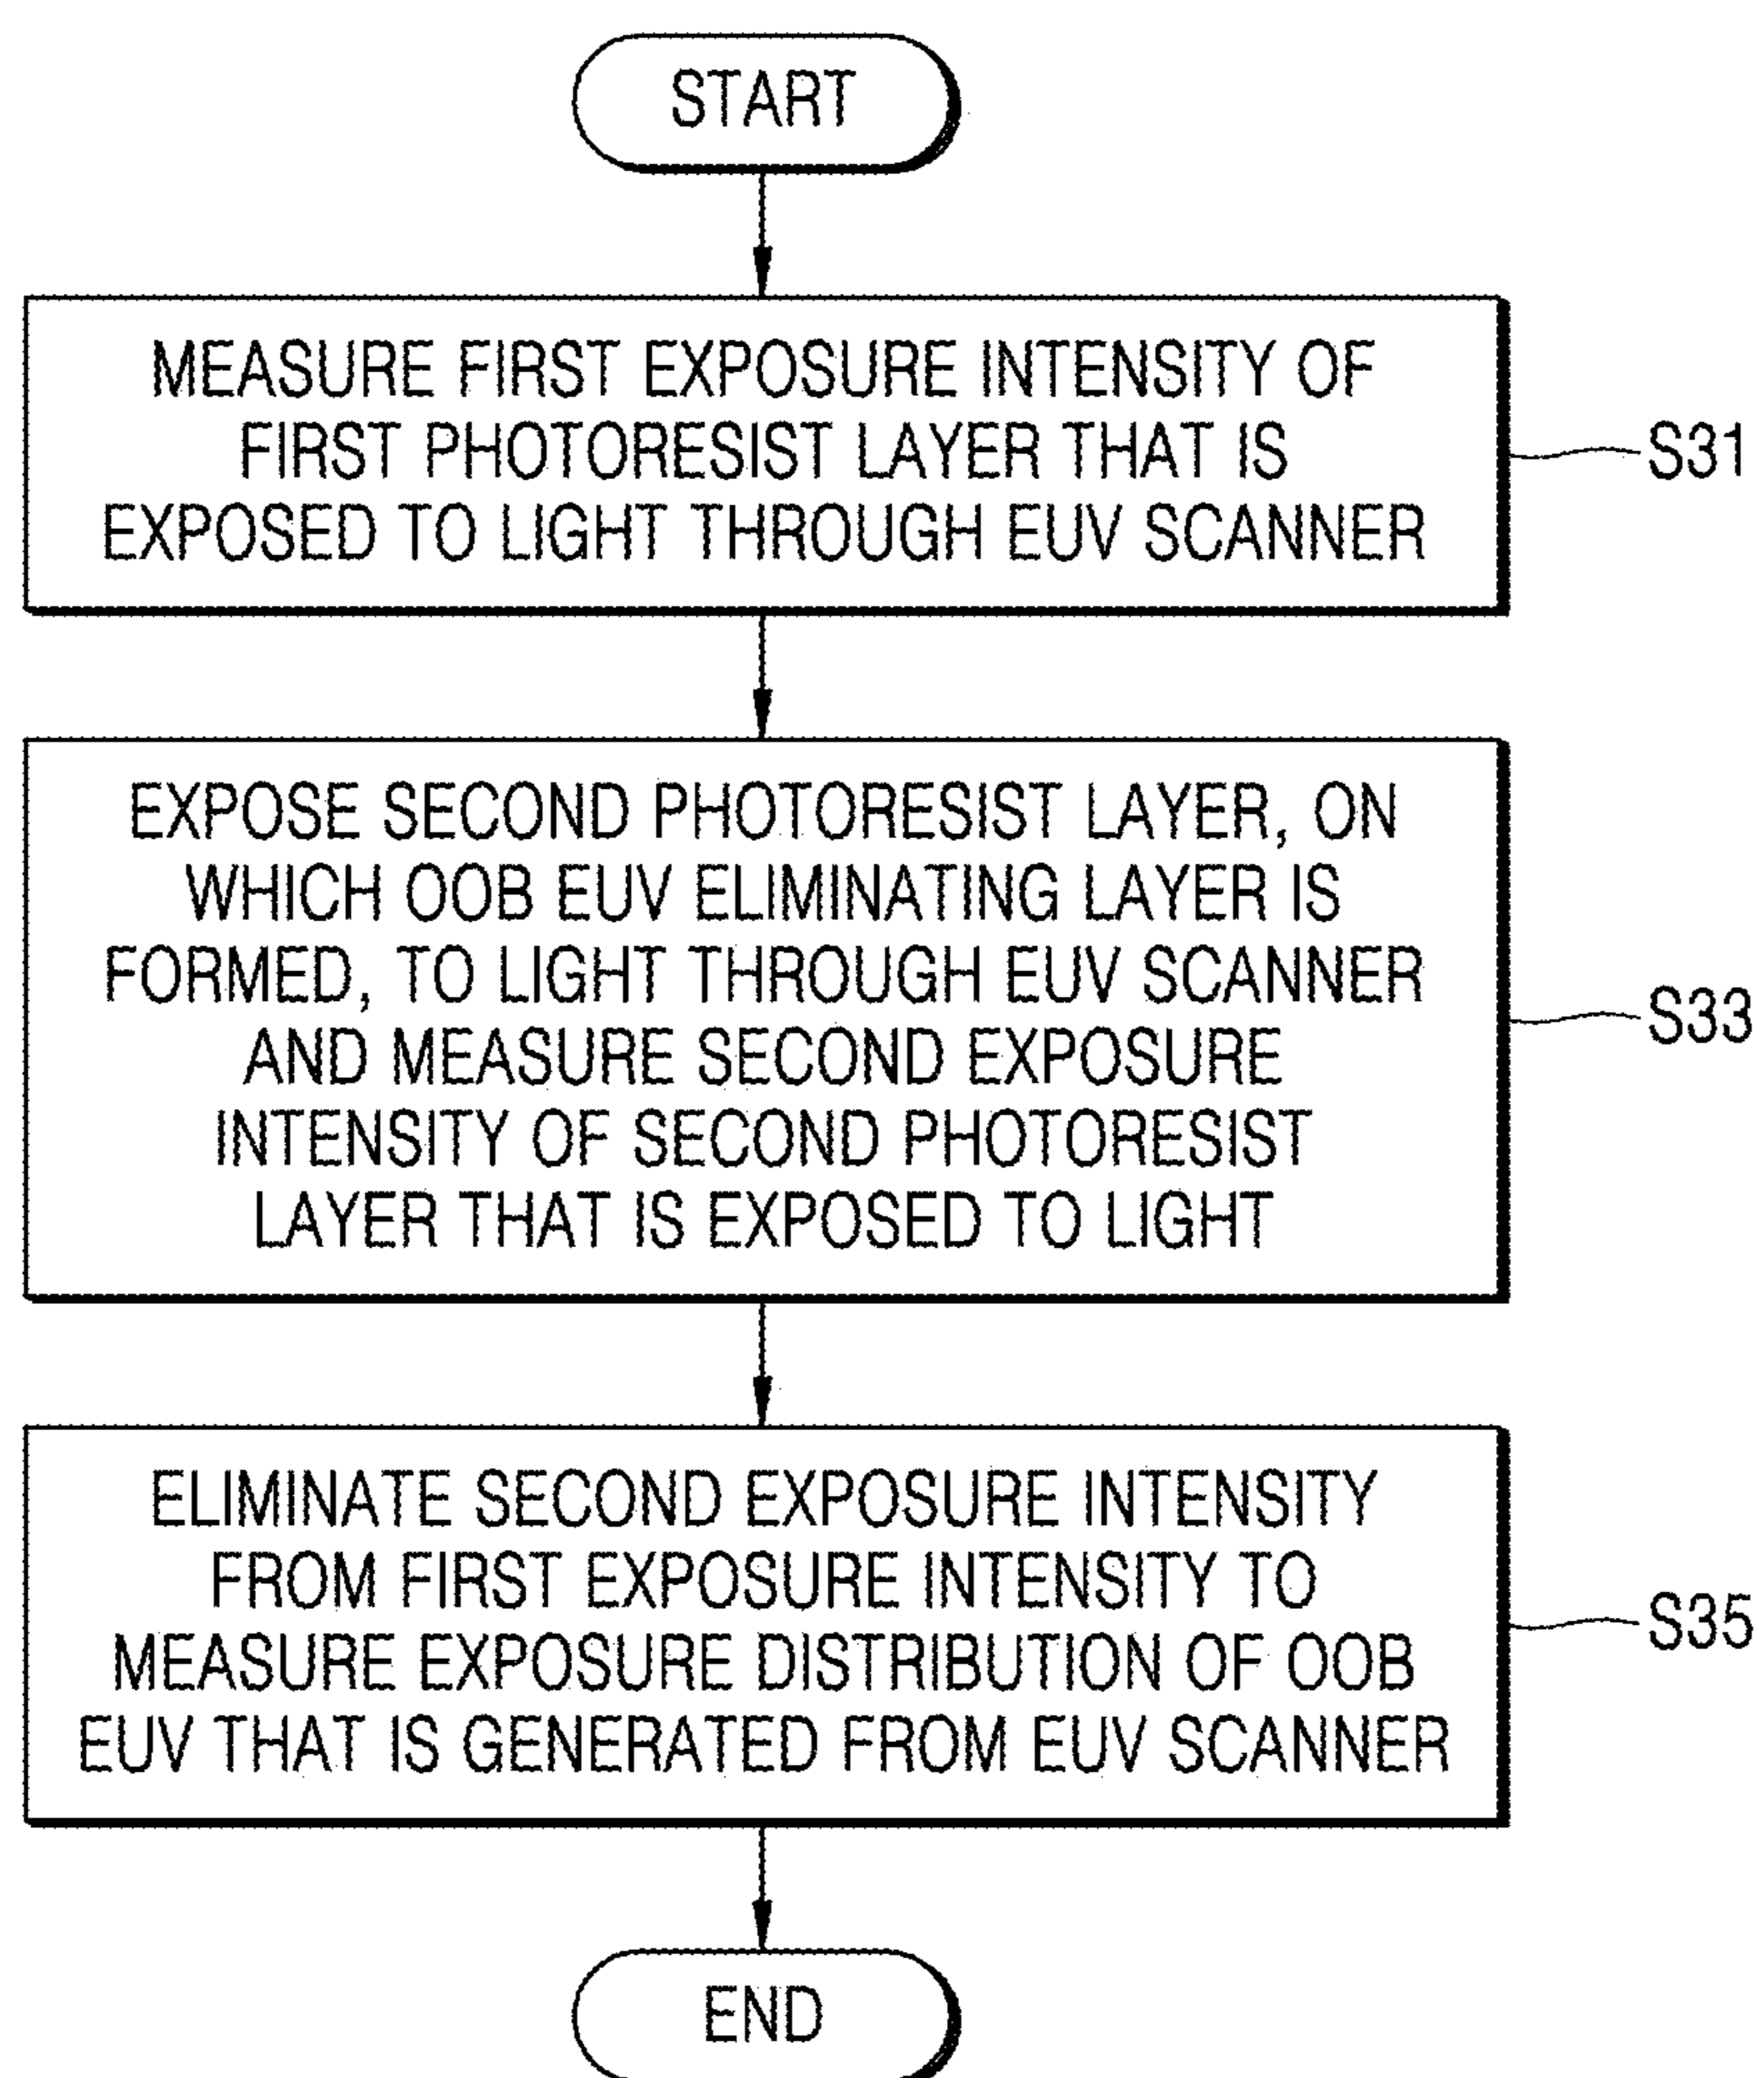 START
MEASURE FIRST EXPOSURE INTENSITY OF
FIRST PHOTORESIST LAYER THAT IS
EXPOSED TO LIGHT THROUGH EUV SCANNER
S31
EXPOSE SECOND PHOTORESIST LAYER, ON
WHICH OOB EUV ELIMINATING LAYER IS
FORMED, TO LIGHT THROUGH EUV SCANNER
AND MEASURE SECOND EXPOSURE
INTENSITY OF SECOND PHOTORESIST
LAYER THAT IS EXPOSED TO LIGHT
S33
ELIMINATE SECOND EXPOSURE INTENSITY
FROM FIRST EXPOSURE INTENSITY TO
MEASURE EXPOSURE DISTRIBUTION OF OOB
EUV THAT IS GENERATED FROM EUV SCANNER
S35
END